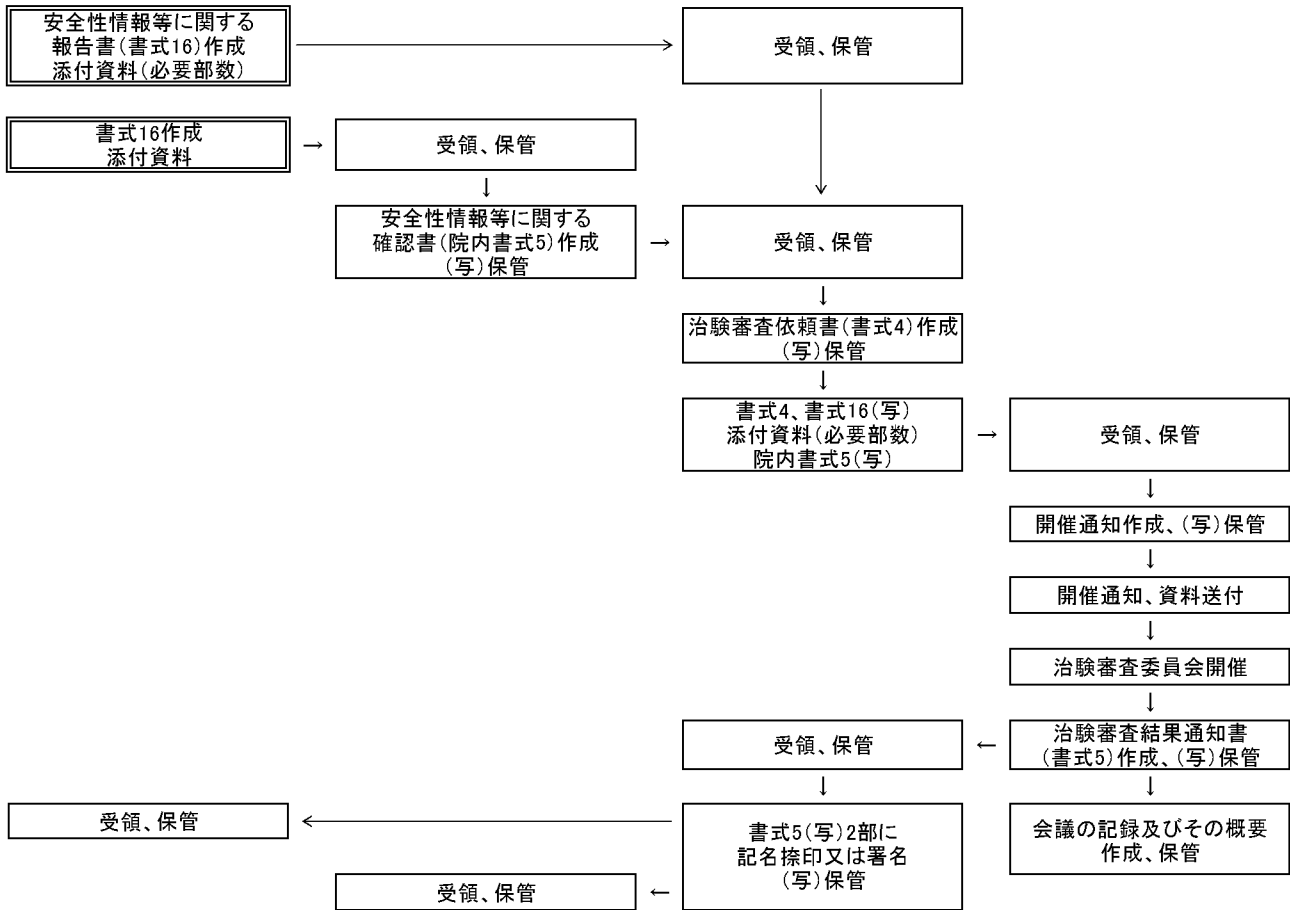 安全性情報等に関する
報告書(書式16)作成
添付資料(必要部数)
→
受領、保管
↓
書式16作成
添付資料
→
受領、保管
↓
安全性情報等に関する
確認書(院内書式5)作成
(写)保管
→
受領、保管
↓
治験審査依頼書(書式4)作成
(写)保管
↓
書式4、書式16(写)
添付資料(必要部数)
院内書式5(写)
→
受領、保管
↓
開催通知作成、(写)保管
↓
開催通知、資料送付
↓
治験審査委員会開催
↓
治験審査結果通知書
(書式5)作成、(写)保管
←
受領、保管
↓
↓
会議の記録及びその概要
作成、保管
書式5(写)2部に
記名捺印又は署名
(写)保管
←
受領、保管
←
受領、保管